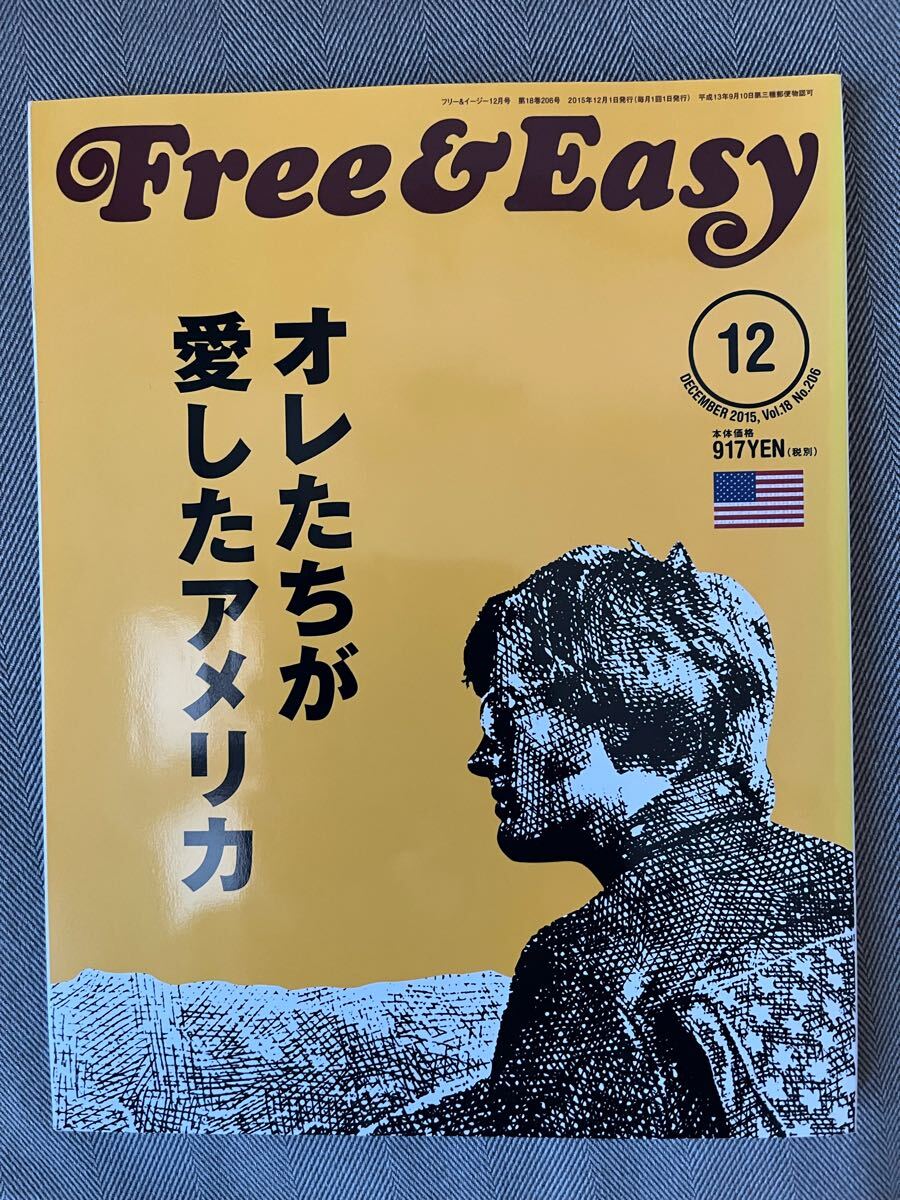 フリー&イージー12月号 第18巻206号 2015年12月1日発行(毎月1回1日発行) 平成13年9月10日第三種郵便物認可
Free&Easy
12
DECEMBER 2015, Vol.18 No.206
本体価格
917YEN(税別)
オレたちが
愛したアメリカ